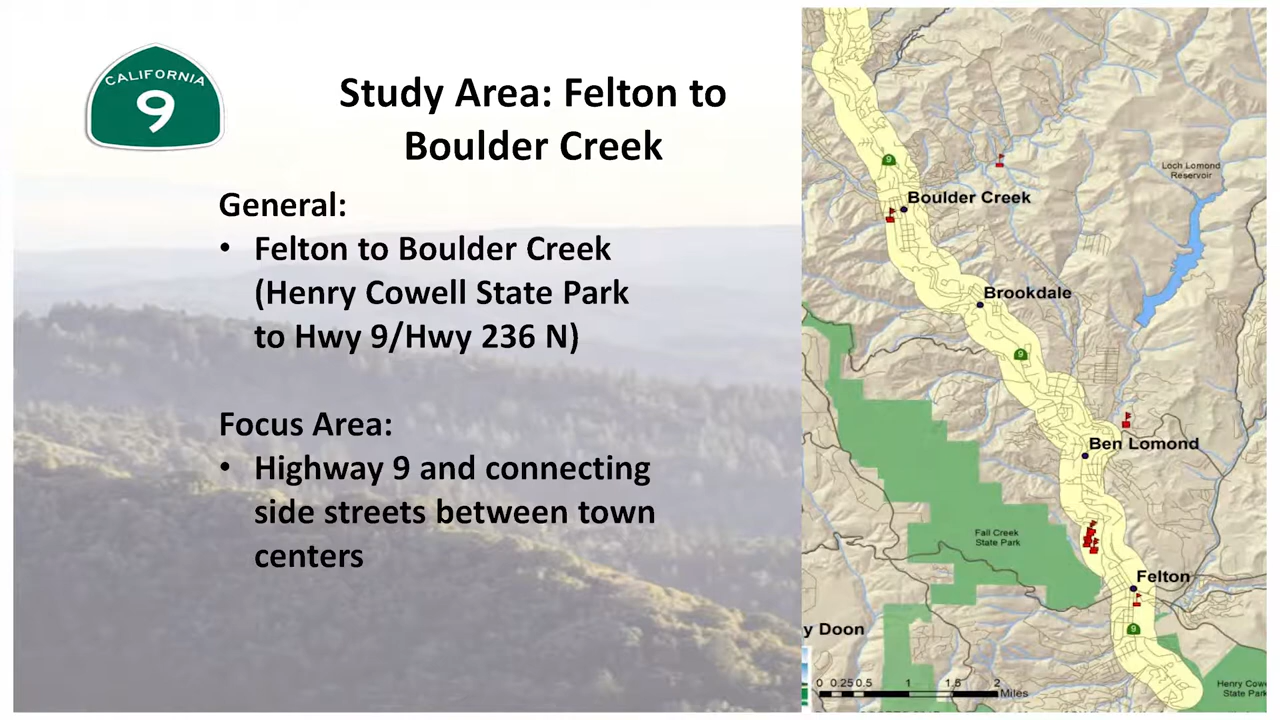 CALIFORNIA
9
Study Area: Felton to
Boulder Creek
General:
• Felton to Boulder Creek
(Henry Cowell State Park
to Hwy 9/Hwy 236 N)
Focus Area:
• Highway 9 and connecting
side streets between town
centers
9
Loch Lomond
Reservoir
Boulder Creek
Brookdale
9
Ben Lomond
Fall Creek
State Park
Felton
9
y Doon
Henry Cowe
State Park
0 0.25 0.5 1 1.5 2
Miles